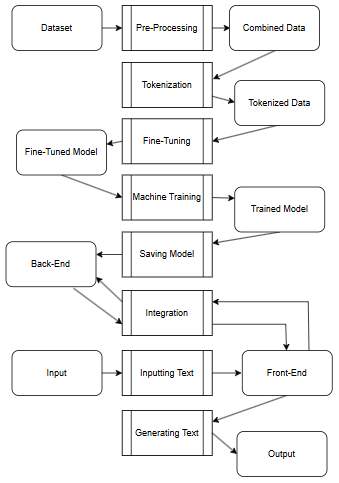 Dataset
Pre-Processing
Combined Data
Tokenization
Tokenized Data
Fine-Tuning
Fine-Tuned Model
Machine Training
Trained Model
Saving Model
Back-End
Integration
Input
Inputting Text
Front-End
Generating Text
Output